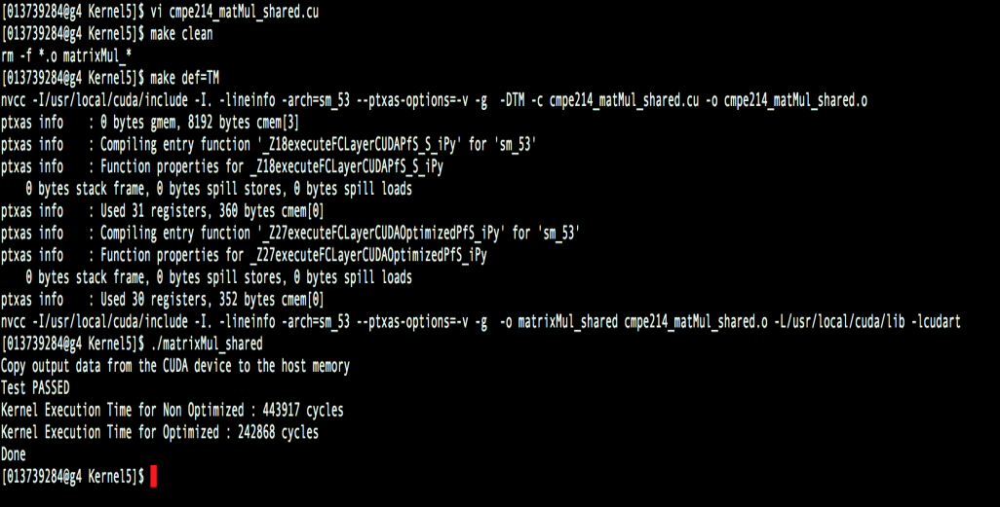 [013739284@g4 Kernel5]$ vi cmpe214_matMul_shared.cu
[013739284@g4 Kernel5]$ make clean
rm -f *.o matrixMul_*
[013739284@g4 Kernel5]$ make def=TM
nvcc -I/usr/local/cuda/include -I. -lineinfo -arch=sm_53 --ptxas-options=-v -g  -DTM -c cmpe214_matMul_shared.cu -o cmpe214_matMul_shared.o
ptxas info    : 0 bytes gmem, 8192 bytes cmem[3]
ptxas info    : Compiling entry function '_Z18executeFCLayerCUDAPfS_S_iPy' for 'sm_53'
ptxas info    : Function properties for _Z18executeFCLayerCUDAPfS_S_iPy
    0 bytes stack frame, 0 bytes spill stores, 0 bytes spill loads
ptxas info    : Used 31 registers, 360 bytes cmem[0]
ptxas info    : Compiling entry function '_Z27executeFCLayerCUDAOptimizedPfS_iPy' for 'sm_53'
ptxas info    : Function properties for _Z27executeFCLayerCUDAOptimizedPfS_iPy
    0 bytes stack frame, 0 bytes spill stores, 0 bytes spill loads
ptxas info    : Used 30 registers, 352 bytes cmem[0]
nvcc -I/usr/local/cuda/include -I. -lineinfo -arch=sm_53 --ptxas-options=-v -g  -o matrixMul_shared cmpe214_matMul_shared.o -L/usr/local/cuda/lib -lcudart
[013739284@g4 Kernel5]$ ./matrixMul_shared
Copy output data from the CUDA device to the host memory
Test PASSED
Kernel Execution Time for Non Optimized : 443917 cycles
Kernel Execution Time for Optimized : 242868 cycles
Done
[013739284@g4 Kernel5]$